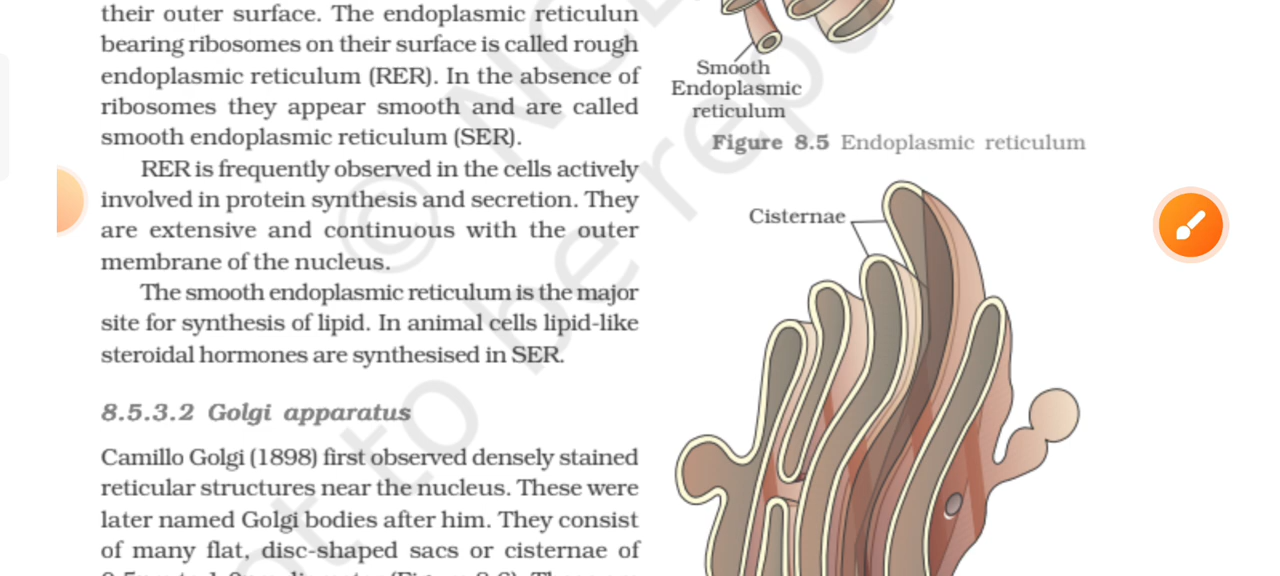 their outer surface. The endoplasmic reticulun
bearing ribosomes on their surface is called rough
endoplasmic reticulum (RER). In the absence of
ribosomes they appear smooth and are called
smooth endoplasmic reticulum (SER).
RER is frequently observed in the cells actively
involved in protein synthesis and secretion. They
are extensive and continuous with the outer
membrane of the nucleus.
The smooth endoplasmic reticulum is the major
site for synthesis of lipid. In animal cells lipid-like
steroidal hormones are synthesised in SER.
8.5.3.2 Golgi apparatus
Camillo Golgi (1898) first observed densely stained
reticular structures near the nucleus. These were
later named Golgi bodies after him. They consist
of many flat, disc-shaped sacs or cisternae of
Smooth
Endoplasmic
reticulum
Figure 8.5 Endoplasmic reticulum
Cisternae
© NC
not to be rep